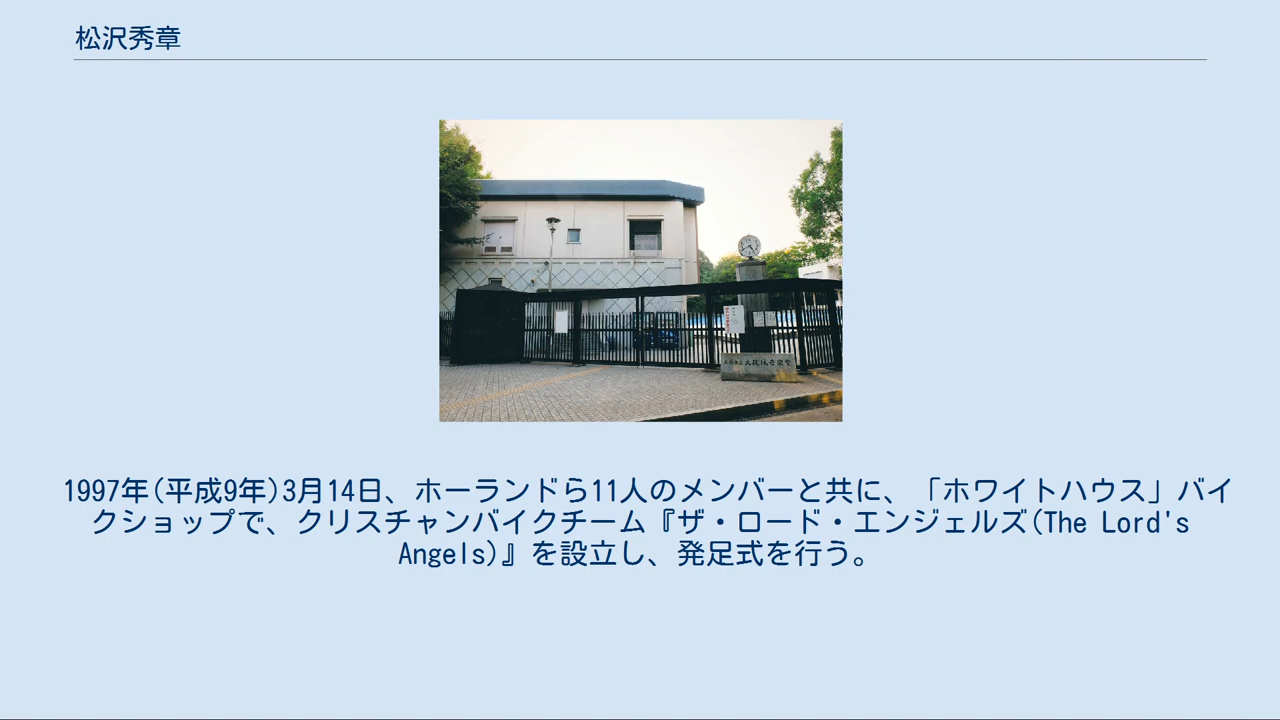 松沢秀章
1997年(平成9年)3月14日、ホーランドら11人のメンバーと共に、「ホワイトハウス」バイ
クショップで、クリスチャンバイクチーム『ザ・ロード・エンジェルズ(The Lord's
Angels)』を設立し、発足式を行う。